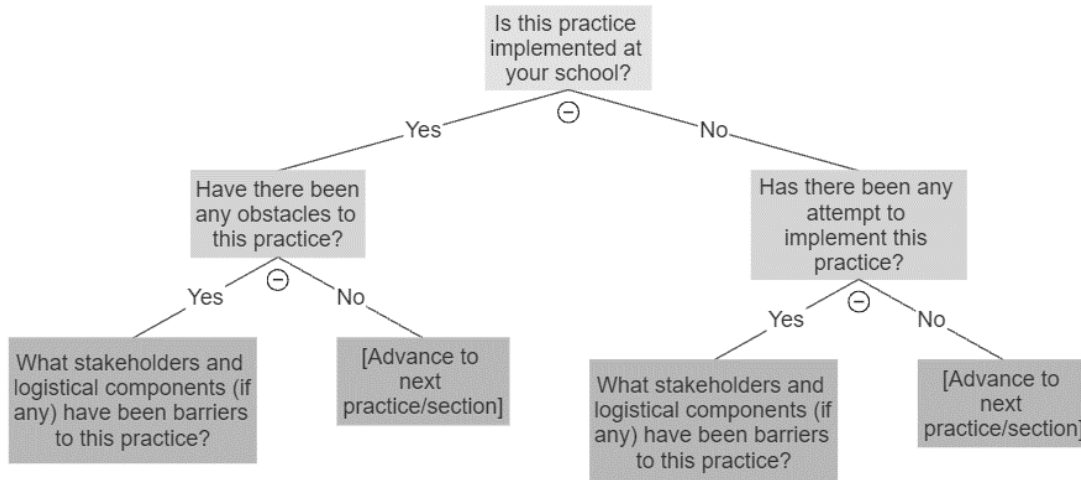 Is this practice
implemented at
your school?
Yes
No
Have there been
any obstacles to
this practice?
Has there been any
attempt to
implement this
practice?
Yes
No
Yes
No
What stakeholders and
logistical components (if
any) have been barriers
to this practice?
[Advance to
next
practice/section]
What stakeholders and
logistical components (if
any) have been barriers
to this practice?
[Advance to
next
practice/section]